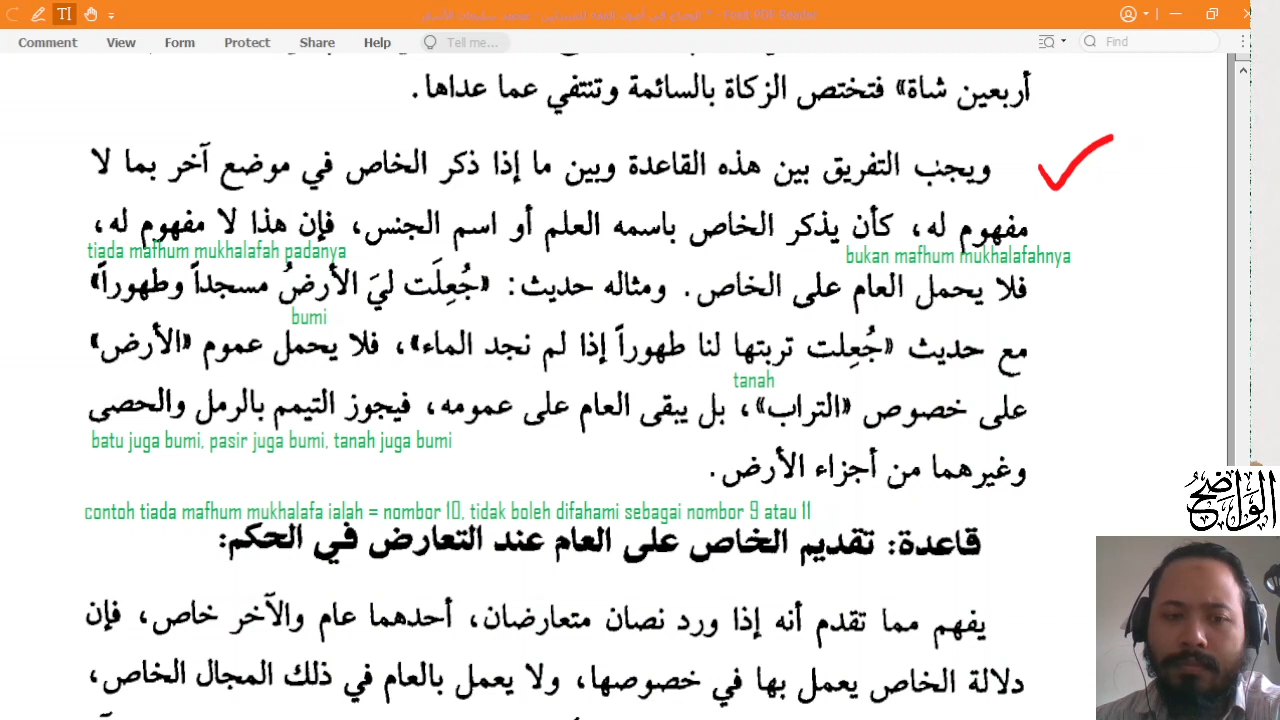 Comment View Form Protect Share Help Tell me... Find
أربعين شاة» فتختص الزكاة بالسائمة وتنتفي عما عداها.
ويجب التفريق بين هذه القاعدة وبين ما إذا ذكر الخاص في موضع آخر بما لا
مفهوم له، كأن يذكر الخاص باسمه العلم أو اسم الجنس، فإن هذا لا مفهوم له،
tiada mafhum mukhalafah padanya
bukan mafhum mukhalafahnya
فلا يحمل العام على الخاص. ومثاله حديث: «جُعِلَت ليَ الأرضُ مسجداً وطهوراً»
bumi
مع حديث «جُعِلت تربتها لنا طهوراً إذا لم نجد الماء»، فلا يحمل عموم «الأرض»
tanah
على خصوص «التراب»، بل يبقى العام على عمومه، فيجوز التيمم بالرمل والحصى
batu juga bumi, pasir juga bumi, tanah juga bumi
وغيرهما من أجزاء الأرض.
contoh tiada mafhum mukhalafa ialah = nombor 10, tidak boleh difahami sebagai nombor 9 atau 11
قاعدة: تقديم الخاص على العام عند التعارض في الحكم:
يفهم مما تقدم أنه إذا ورد نصان متعارضان، أحدهما عام والآخر خاص، فإن
دلالة الخاص يعمل بها في خصوصها، ولا يعمل بالعام في ذلك المجال الخاص،
الواضح